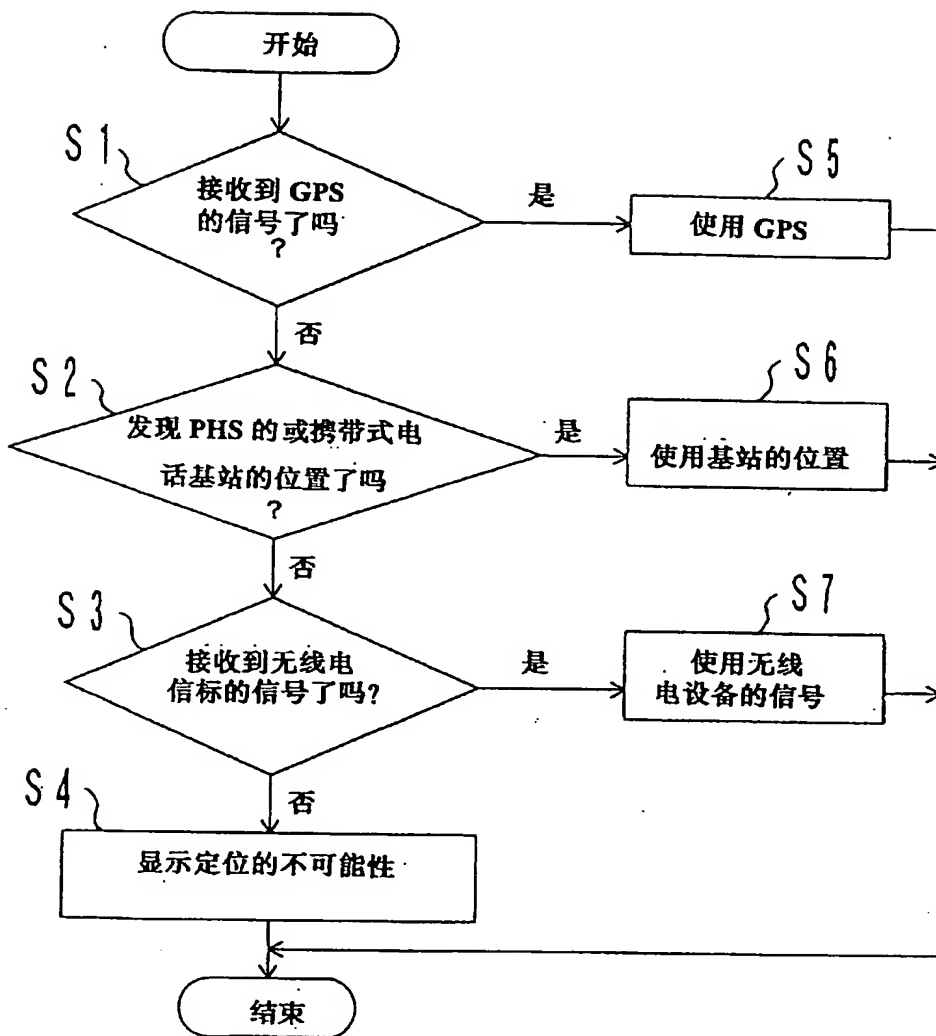 开始
S1
接收到 GPS
的信号了吗
?
是
S5
使用 GPS
否
S2
发现 PHS 的或携带式电
话基站的位置了吗
?
是
S6
使用基站的位置
否
S3
接收到无线电
信标的信号了吗?
是
S7
使用无线
电设备的信号
否
S4
显示定位的不可能性
结束